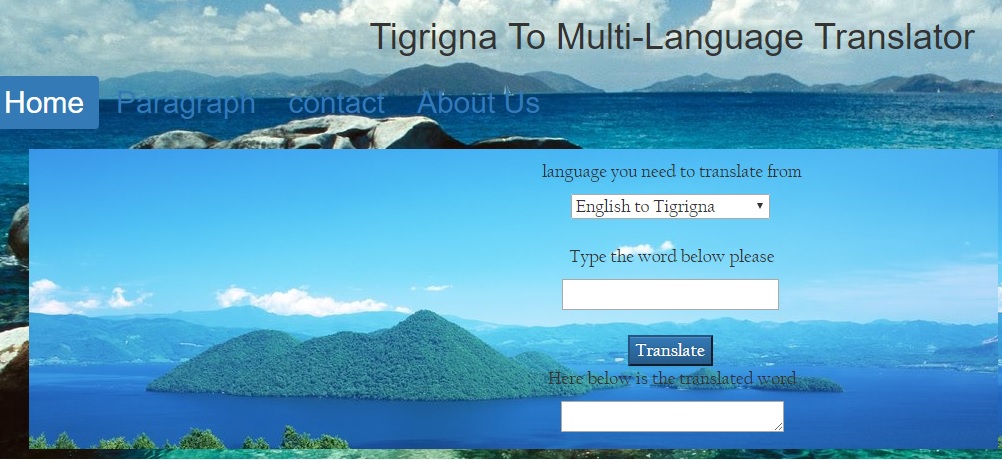 Tigrigna To Multi-Language Translator
Home Paragraph contact About Us
language you need to translate from
English to Tigrigna
Type the word below please
Translate
Here below is the translated word